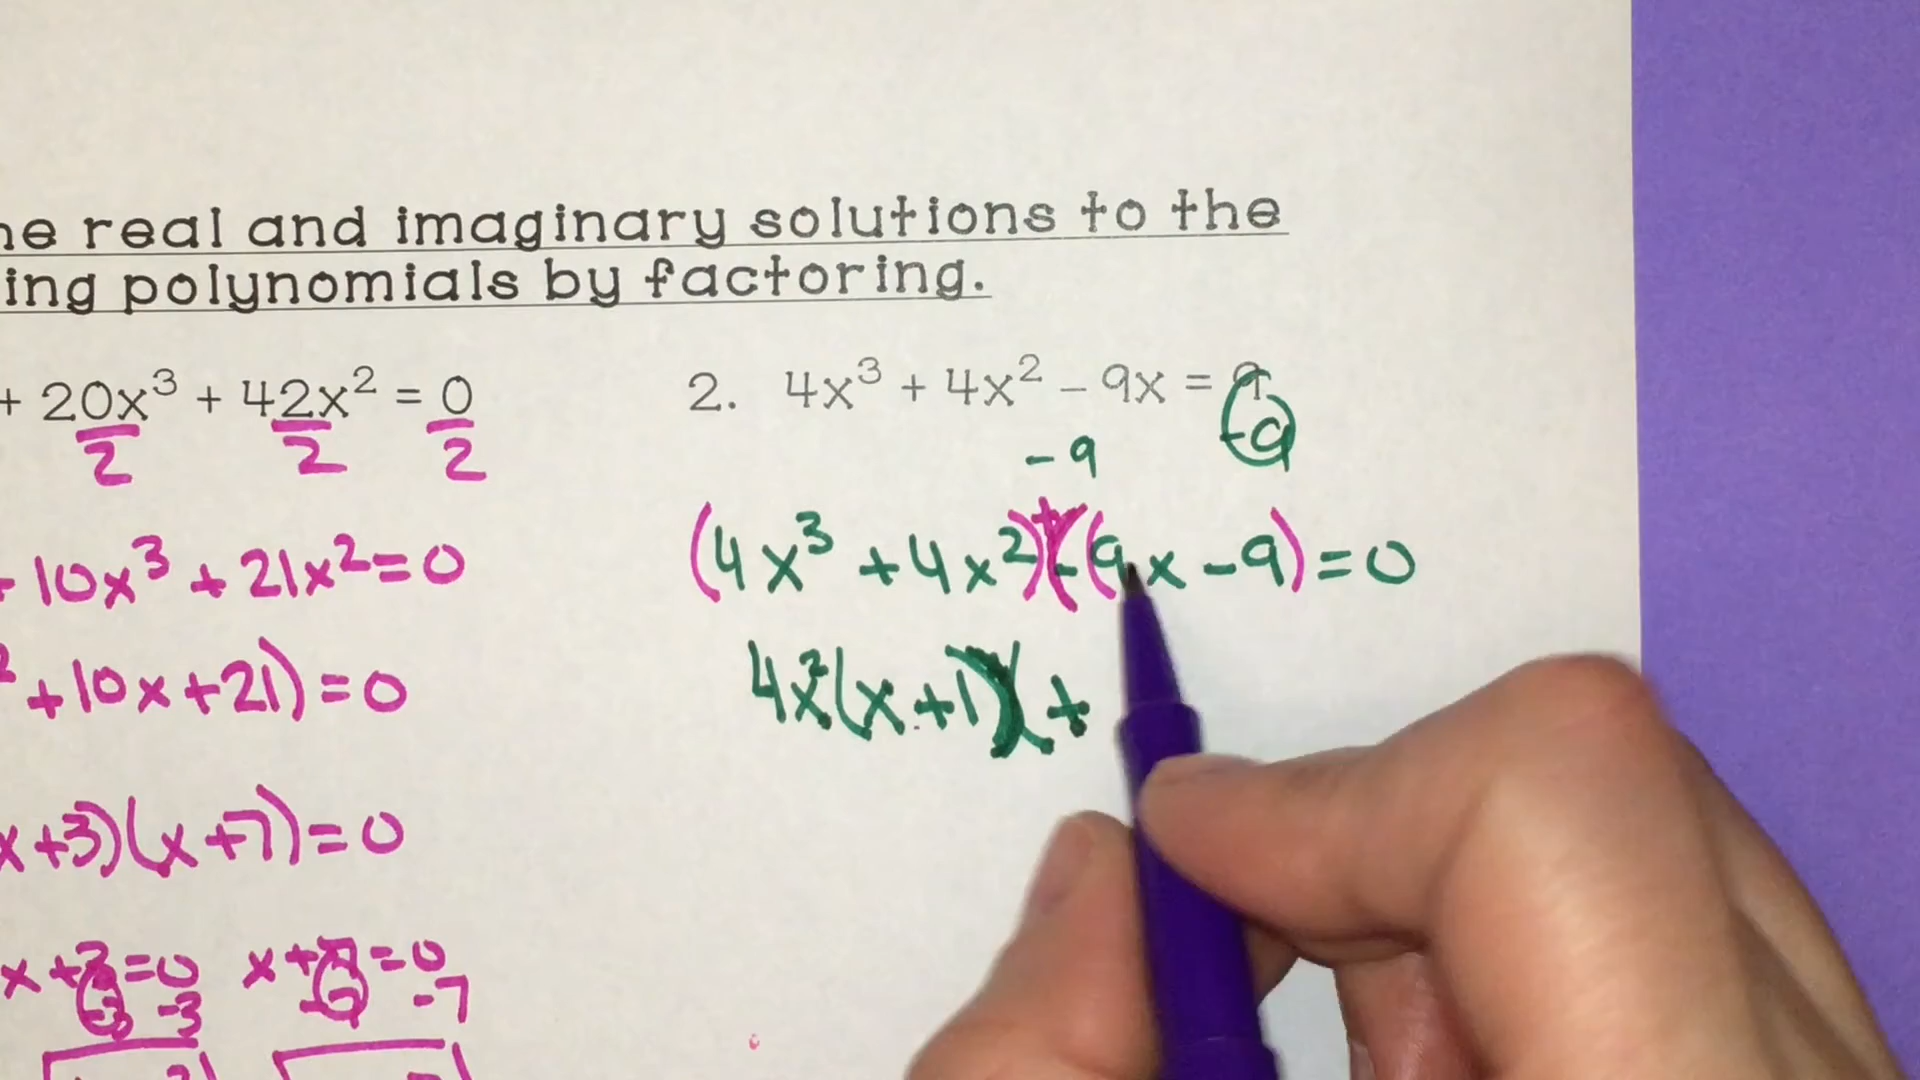 he real and imaginary solutions to the
ing polynomials by factoring.
+ 20x³ + 42x² = 0
2 2 2
+ 10x³ + 21x² = 0
² + 10x + 21) = 0
x + 3)(x + 7) = 0
x + 3 = 0 x + 7 = 0
-3 -3 -7
2. 4x³ + 4x² - 9x = 9
-9 -9
(4x³ + 4x²) + (-9x - 9) = 0
4x²(x + 1) +